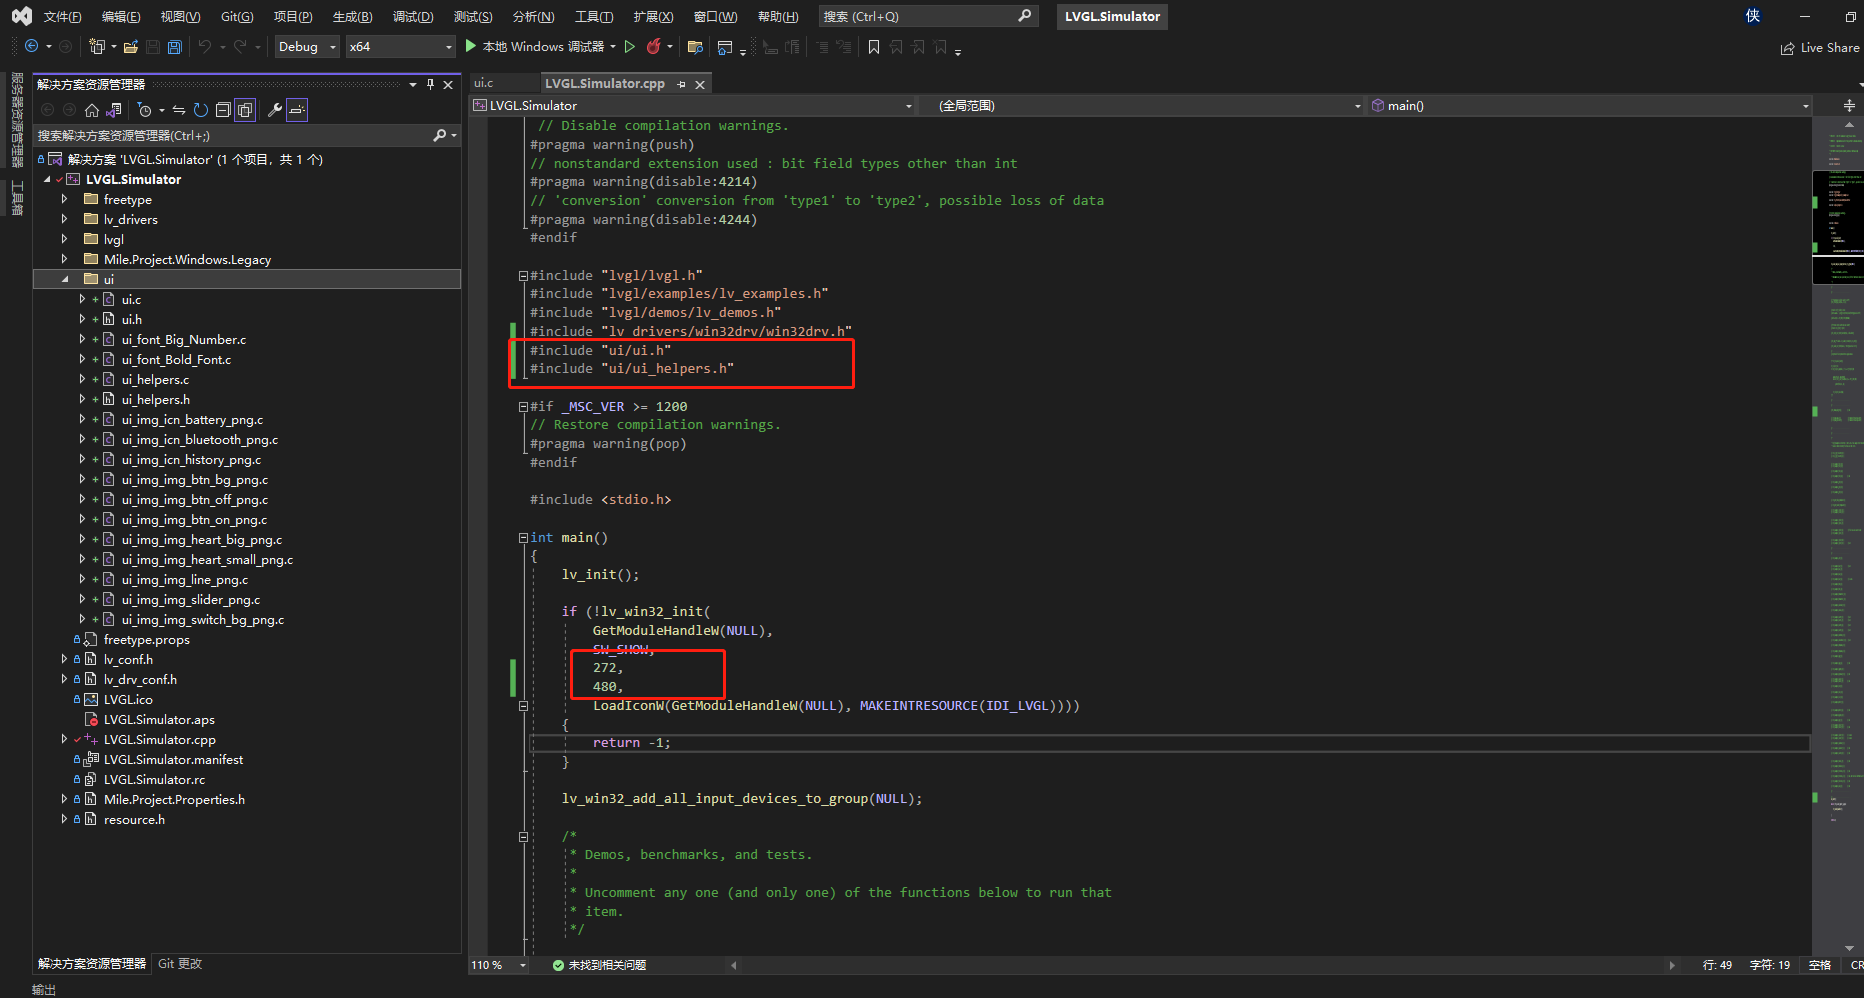 文件(F) 编辑(E) 视图(V) Git(G) 项目(P) 生成(B) 调试(D) 测试(S) 分析(N) 工具(T) 扩展(X) 窗口(W) 帮助(H) 搜索 (Ctrl+Q) LVGL.Simulator 侠
Debug x64 本地 Windows 调试器 Live Share
服务器资源管理器
工具箱
解决方案资源管理器
搜索解决方案资源管理器(Ctrl+;)
解决方案 'LVGL.Simulator' (1 个项目，共 1 个)
LVGL.Simulator
freetype
lv_drivers
lvgl
Mile.Project.Windows.Legacy
ui
ui.c
ui.h
ui_font_Big_Number.c
ui_font_Bold_Font.c
ui_helpers.c
ui_helpers.h
ui_img_icn_battery_png.c
ui_img_icn_bluetooth_png.c
ui_img_icn_history_png.c
ui_img_img_btn_bg_png.c
ui_img_img_btn_off_png.c
ui_img_img_btn_on_png.c
ui_img_img_heart_big_png.c
ui_img_img_heart_small_png.c
ui_img_img_line_png.c
ui_img_img_slider_png.c
ui_img_img_switch_bg_png.c
freetype.props
lv_conf.h
lv_drv_conf.h
LVGL.ico
LVGL.Simulator.aps
LVGL.Simulator.cpp
LVGL.Simulator.manifest
LVGL.Simulator.rc
Mile.Project.Properties.h
resource.h
解决方案资源管理器 Git 更改
输出
ui.c LVGL.Simulator.cpp
LVGL.Simulator (全局范围) main()
// Disable compilation warnings.
#pragma warning(push)
// nonstandard extension used : bit field types other than int
#pragma warning(disable:4214)
// 'conversion' conversion from 'type1' to 'type2', possible loss of data
#pragma warning(disable:4244)
#endif
#include "lvgl/lvgl.h"
#include "lvgl/examples/lv_examples.h"
#include "lvgl/demos/lv_demos.h"
#include "lv_drivers/win32drv/win32drv.h"
#include "ui/ui.h"
#include "ui/ui_helpers.h"
#if _MSC_VER >= 1200
// Restore compilation warnings.
#pragma warning(pop)
#endif
#include <stdio.h>
int main()
{
lv_init();
if (!lv_win32_init(
GetModuleHandleW(NULL),
SW_SHOW,
272,
480,
LoadIconW(GetModuleHandleW(NULL), MAKEINTRESOURCE(IDI_LVGL))))
{
return -1;
}
lv_win32_add_all_input_devices_to_group(NULL);
/*
* Demos, benchmarks, and tests.
*
* Uncomment any one (and only one) of the functions below to run that
* item.
*/
110 % 未找到相关问题 行: 49 字符: 19 空格 CR